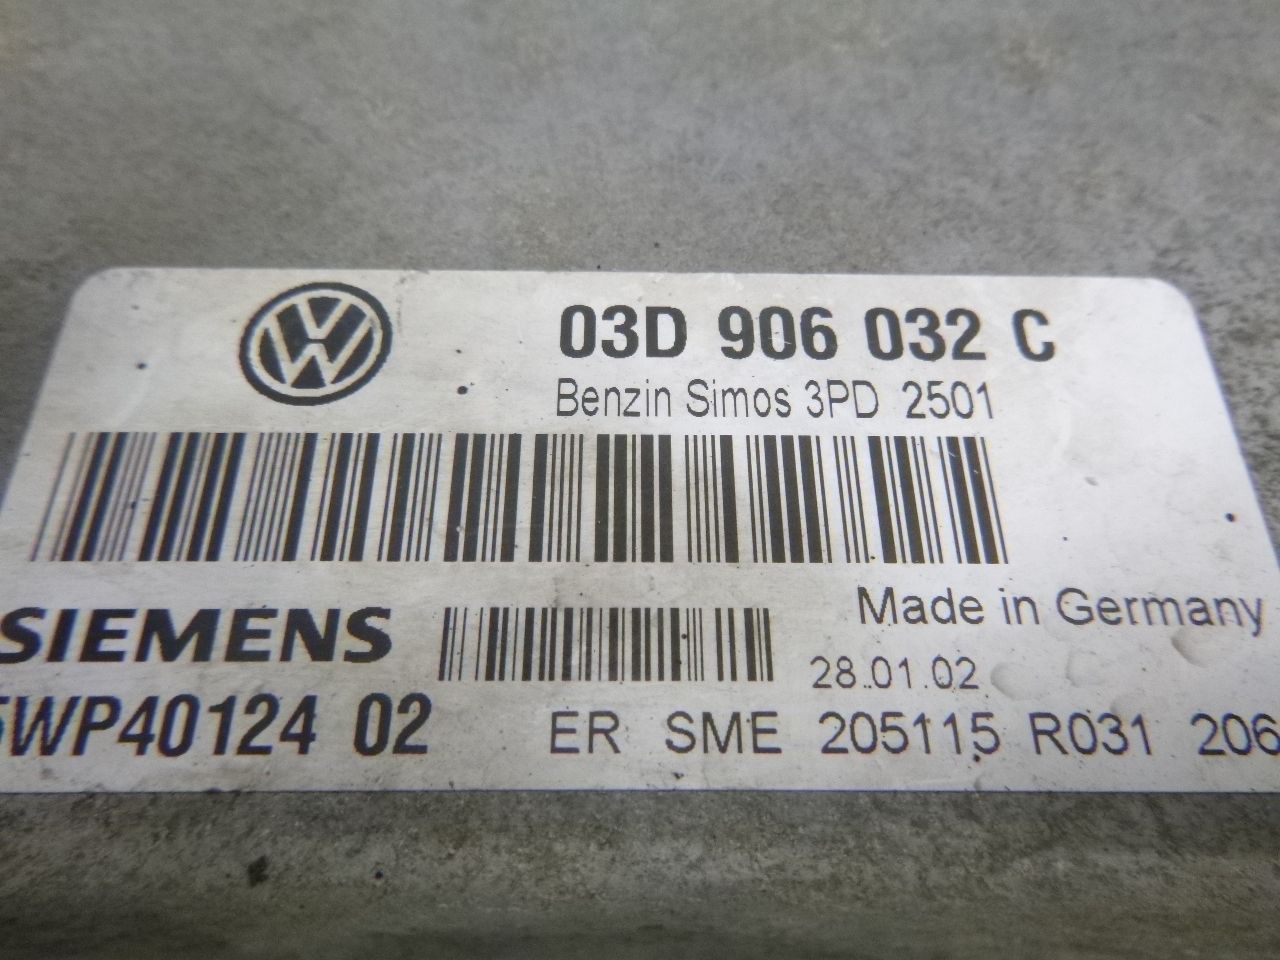 03D 906 032 C
Benzin Simos 3PD 2501
SIEMENS
Made in Germany
28.01.02
5WP40124 02
ER SME 205115 R031 206